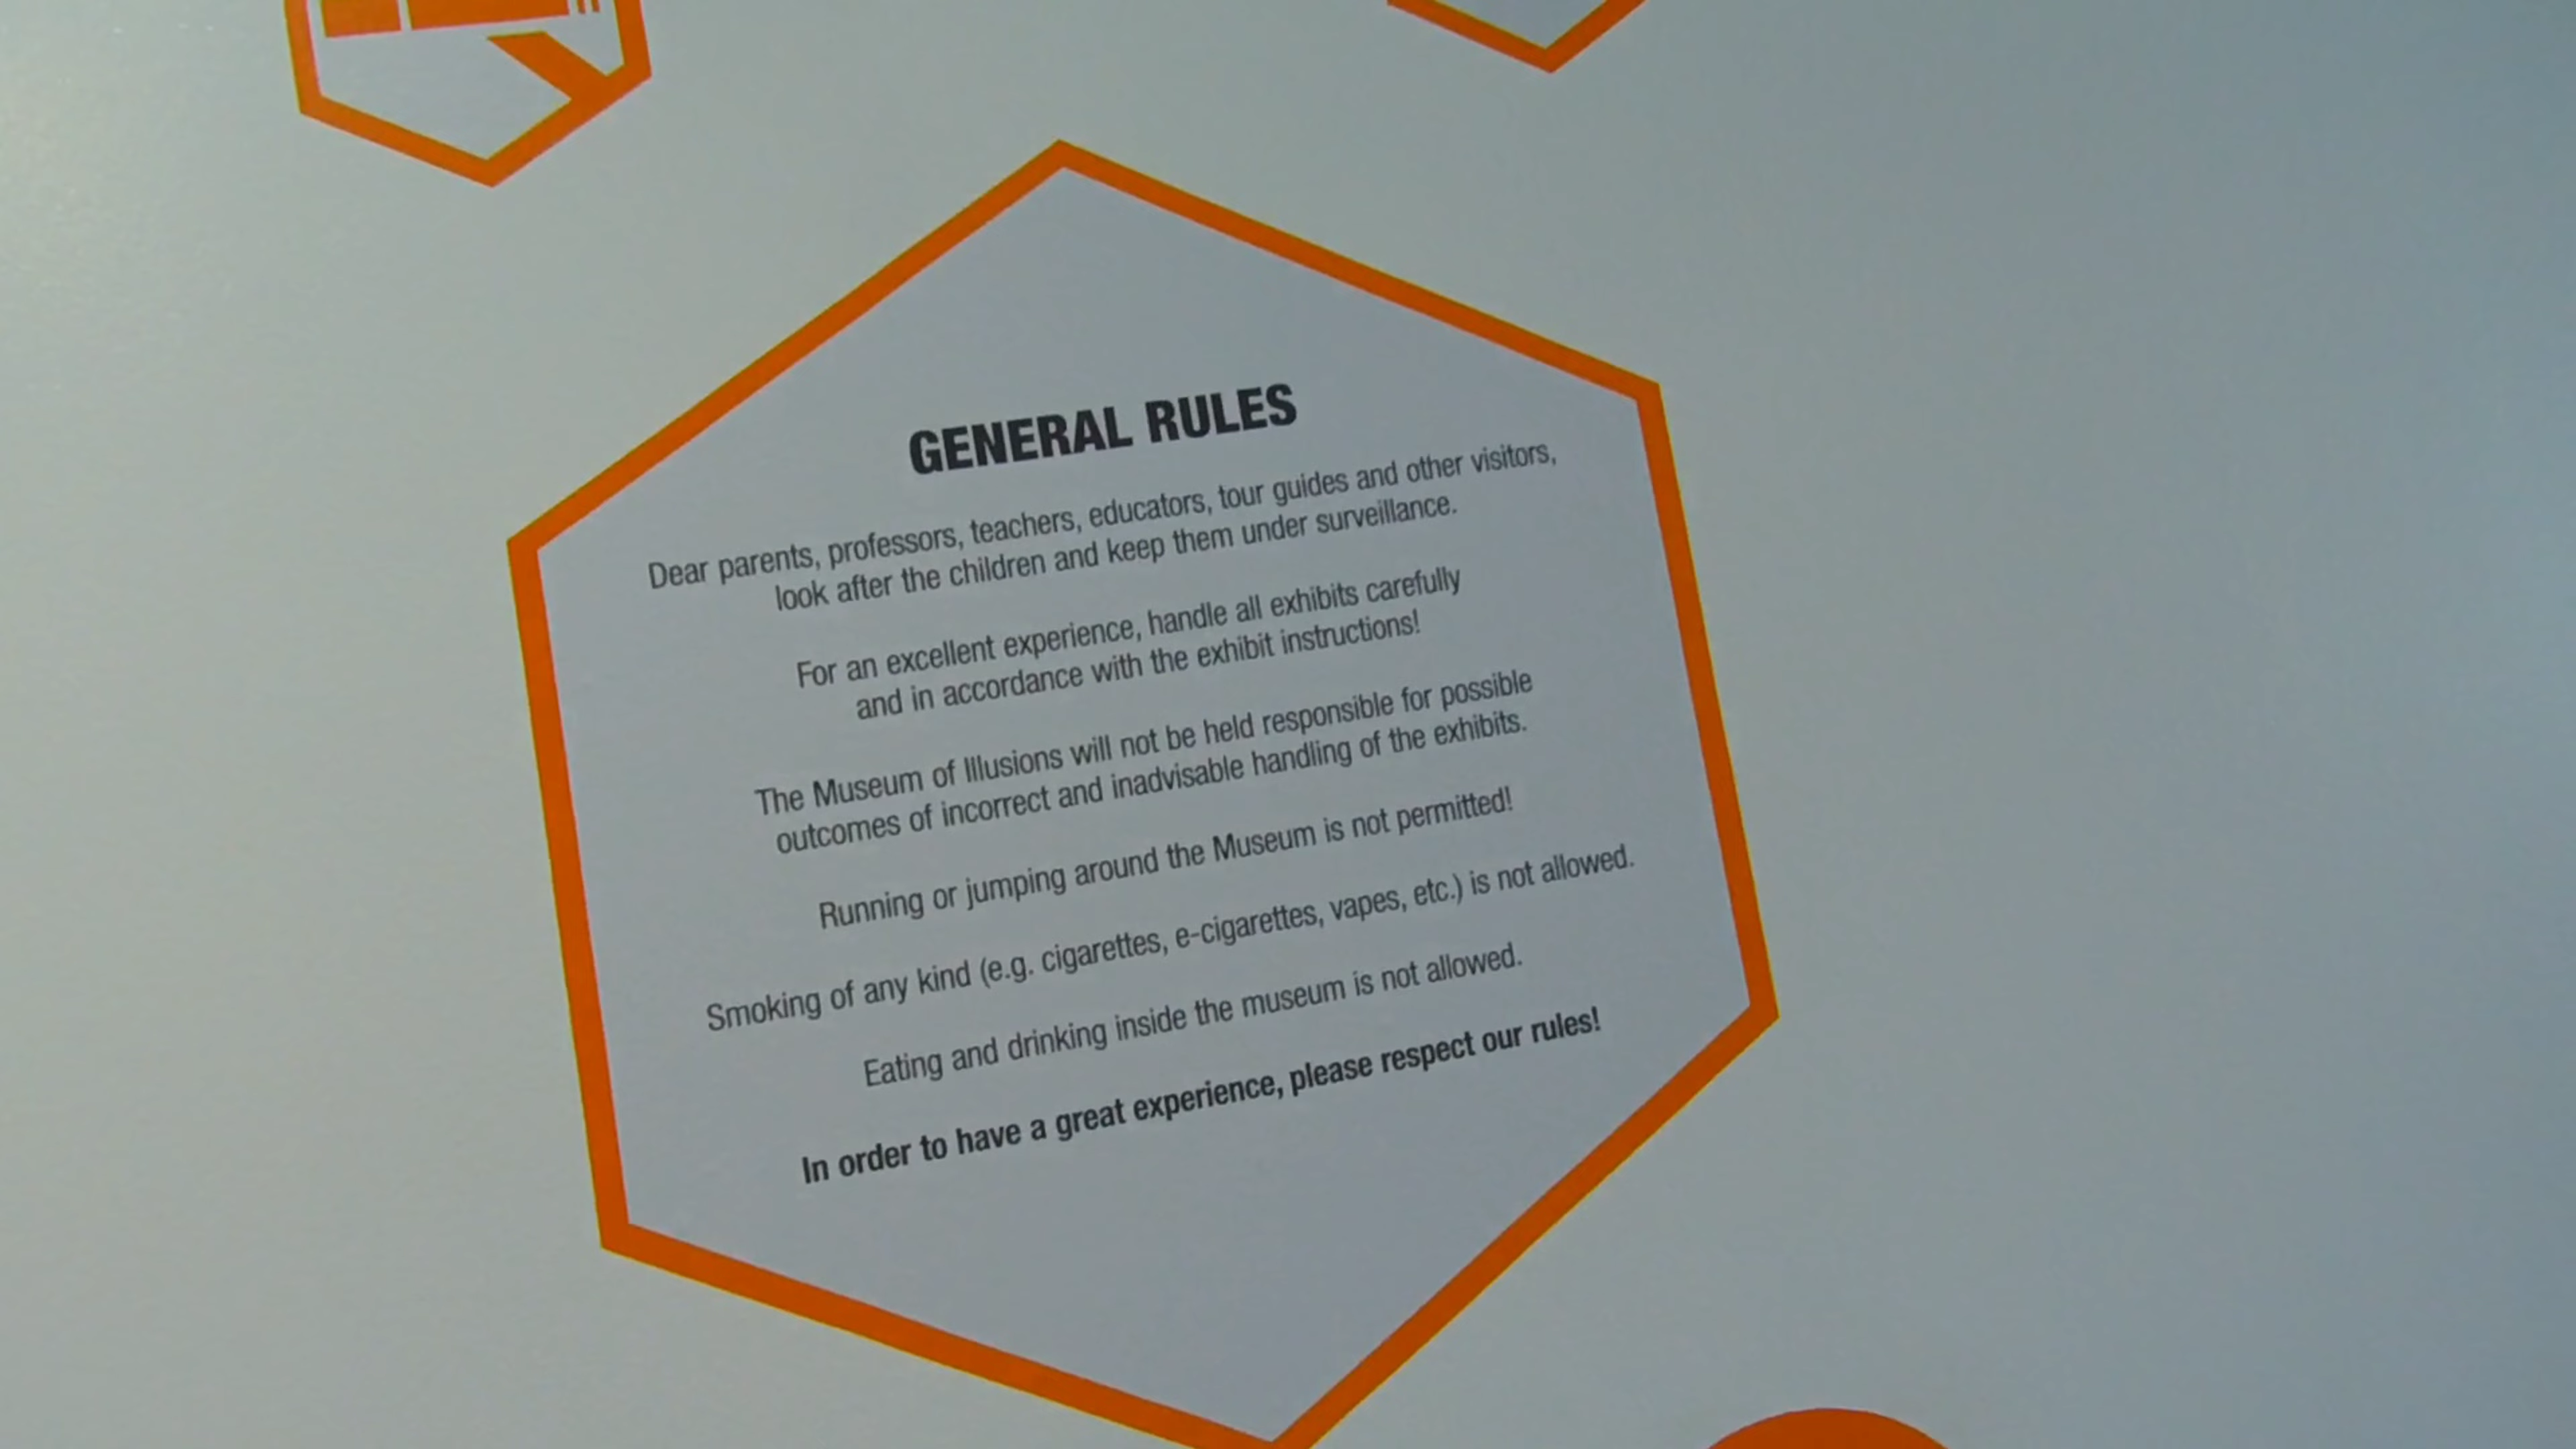 GENERAL RULES
Dear parents, professors, teachers, educators, tour guides and other visitors,
look after the children and keep them under surveillance.
For an excellent experience, handle all exhibits carefully
and in accordance with the exhibit instructions!
The Museum of Illusions will not be held responsible for possible
outcomes of incorrect and inadvisable handling of the exhibits.
Running or jumping around the Museum is not permitted!
Smoking of any kind (e.g. cigarettes, e-cigarettes, vapes, etc.) is not allowed.
Eating and drinking inside the museum is not allowed.
In order to have a great experience, please respect our rules!